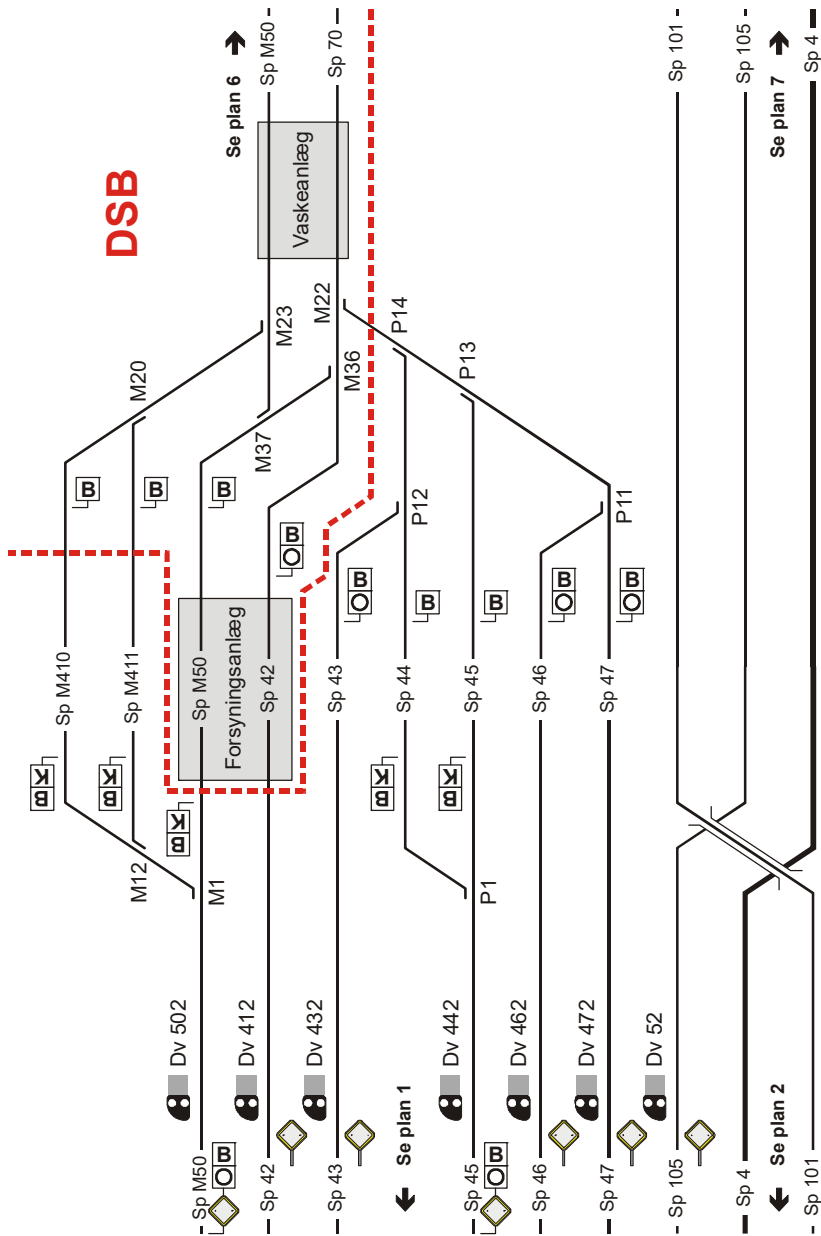 DSB
Se plan 6
Sp M50
Sp 70
Vaskeanlæg
M20
M23
M22
M37
M36
P14
P13
P12
P11
B
B
B
O B
O B
B
B
O B
O B
Forsyningsanlæg
Sp M410
Sp M411
Sp M50
Sp 42
Sp 43
Sp 44
Sp 45
Sp 46
Sp 47
K B
K B
K B
K B
K B
M12
M1
P1
Dv 502
Dv 412
Dv 432
Dv 442
Dv 462
Dv 472
Dv 52
Sp M50
O B
Sp 42
Sp 43
Se plan 1
Sp 45
O B
Sp 46
Sp 47
Sp 105
Sp 4
Se plan 2
Sp 101
Sp 101
Sp 105
Se plan 7
Sp 4